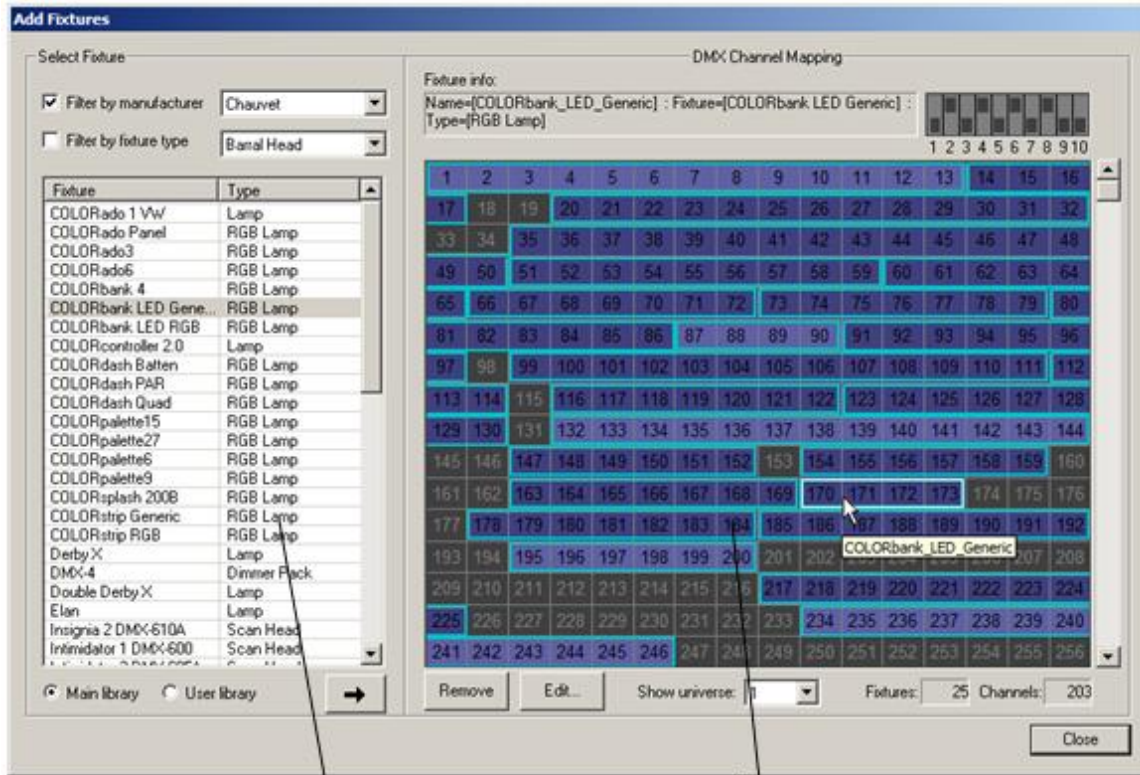 Add Fixtures
Select Fixture
Filter by manufacturer Chauvet
Filter by fixture type Barral Head
Fixture Type
COLORado 1 VW Lamp
COLORado Panel RGB Lamp
COLORado3 RGB Lamp
COLORado6 RGB Lamp
COLORbank 4 RGB Lamp
COLORbank LED Gene... RGB Lamp
COLORbank LED RGB RGB Lamp
COLORcontroller 2.0 Lamp
COLORdash Batten RGB Lamp
COLORdash PAR RGB Lamp
COLORdash Quad RGB Lamp
COLORpalette15 RGB Lamp
COLORpalette27 RGB Lamp
COLORpalette6 RGB Lamp
COLORpalette9 RGB Lamp
COLORsplash 200B RGB Lamp
COLORstrip Generic RGB Lamp
COLORstrip RGB RGB Lamp
Derby X Lamp
DMX-4 Dimmer Pack
Double Derby X Lamp
Elan Lamp
Insignia 2 DMX-610A Scan Head
Intimidator 1 DMX-600 Scan Head
Main library User library
DMX Channel Mapping
Fixture info:
Name=[COLORbank_LED_Generic] : Fixture=[COLORbank LED Generic] :
Type=[RGB Lamp]
1 2 3 4 5 6 7 8 9 10
1 2 3 4 5 6 7 8 9 10 11 12 13 14 15 16
17 18 19 20 21 22 23 24 25 26 27 28 29 30 31 32
33 34 35 36 37 38 39 40 41 42 43 44 45 46 47 48
49 50 51 52 53 54 55 56 57 58 59 60 61 62 63 64
65 66 67 68 69 70 71 72 73 74 75 76 77 78 79 80
81 82 83 84 85 86 87 88 89 90 91 92 93 94 95 96
97 98 99 100 101 102 103 104 105 106 107 108 109 110 111 112
113 114 115 116 117 118 119 120 121 122 123 124 125 126 127 128
129 130 131 132 133 134 135 136 137 138 139 140 141 142 143 144
145 146 147 148 149 150 151 152 153 154 155 156 157 158 159 160
161 162 163 164 165 166 167 168 169 170 171 172 173 174 175 176
177 178 179 180 181 182 183 184 185 186 187 188 189 190 191 192
193 194 195 196 197 198 199 200 201 202 207 208
COLORbank_LED_Generic
209 210 211 212 213 214 215 216 217 218 219 220 221 222 223 224
225 226 227 228 229 230 231 232 233 234 235 236 237 238 239 240
241 242 243 244 245 246 247 248 249 250 251 252 253 254 255 256
Remove Edit... Show universe: 1 Fixtures: 25 Channels: 203
Close